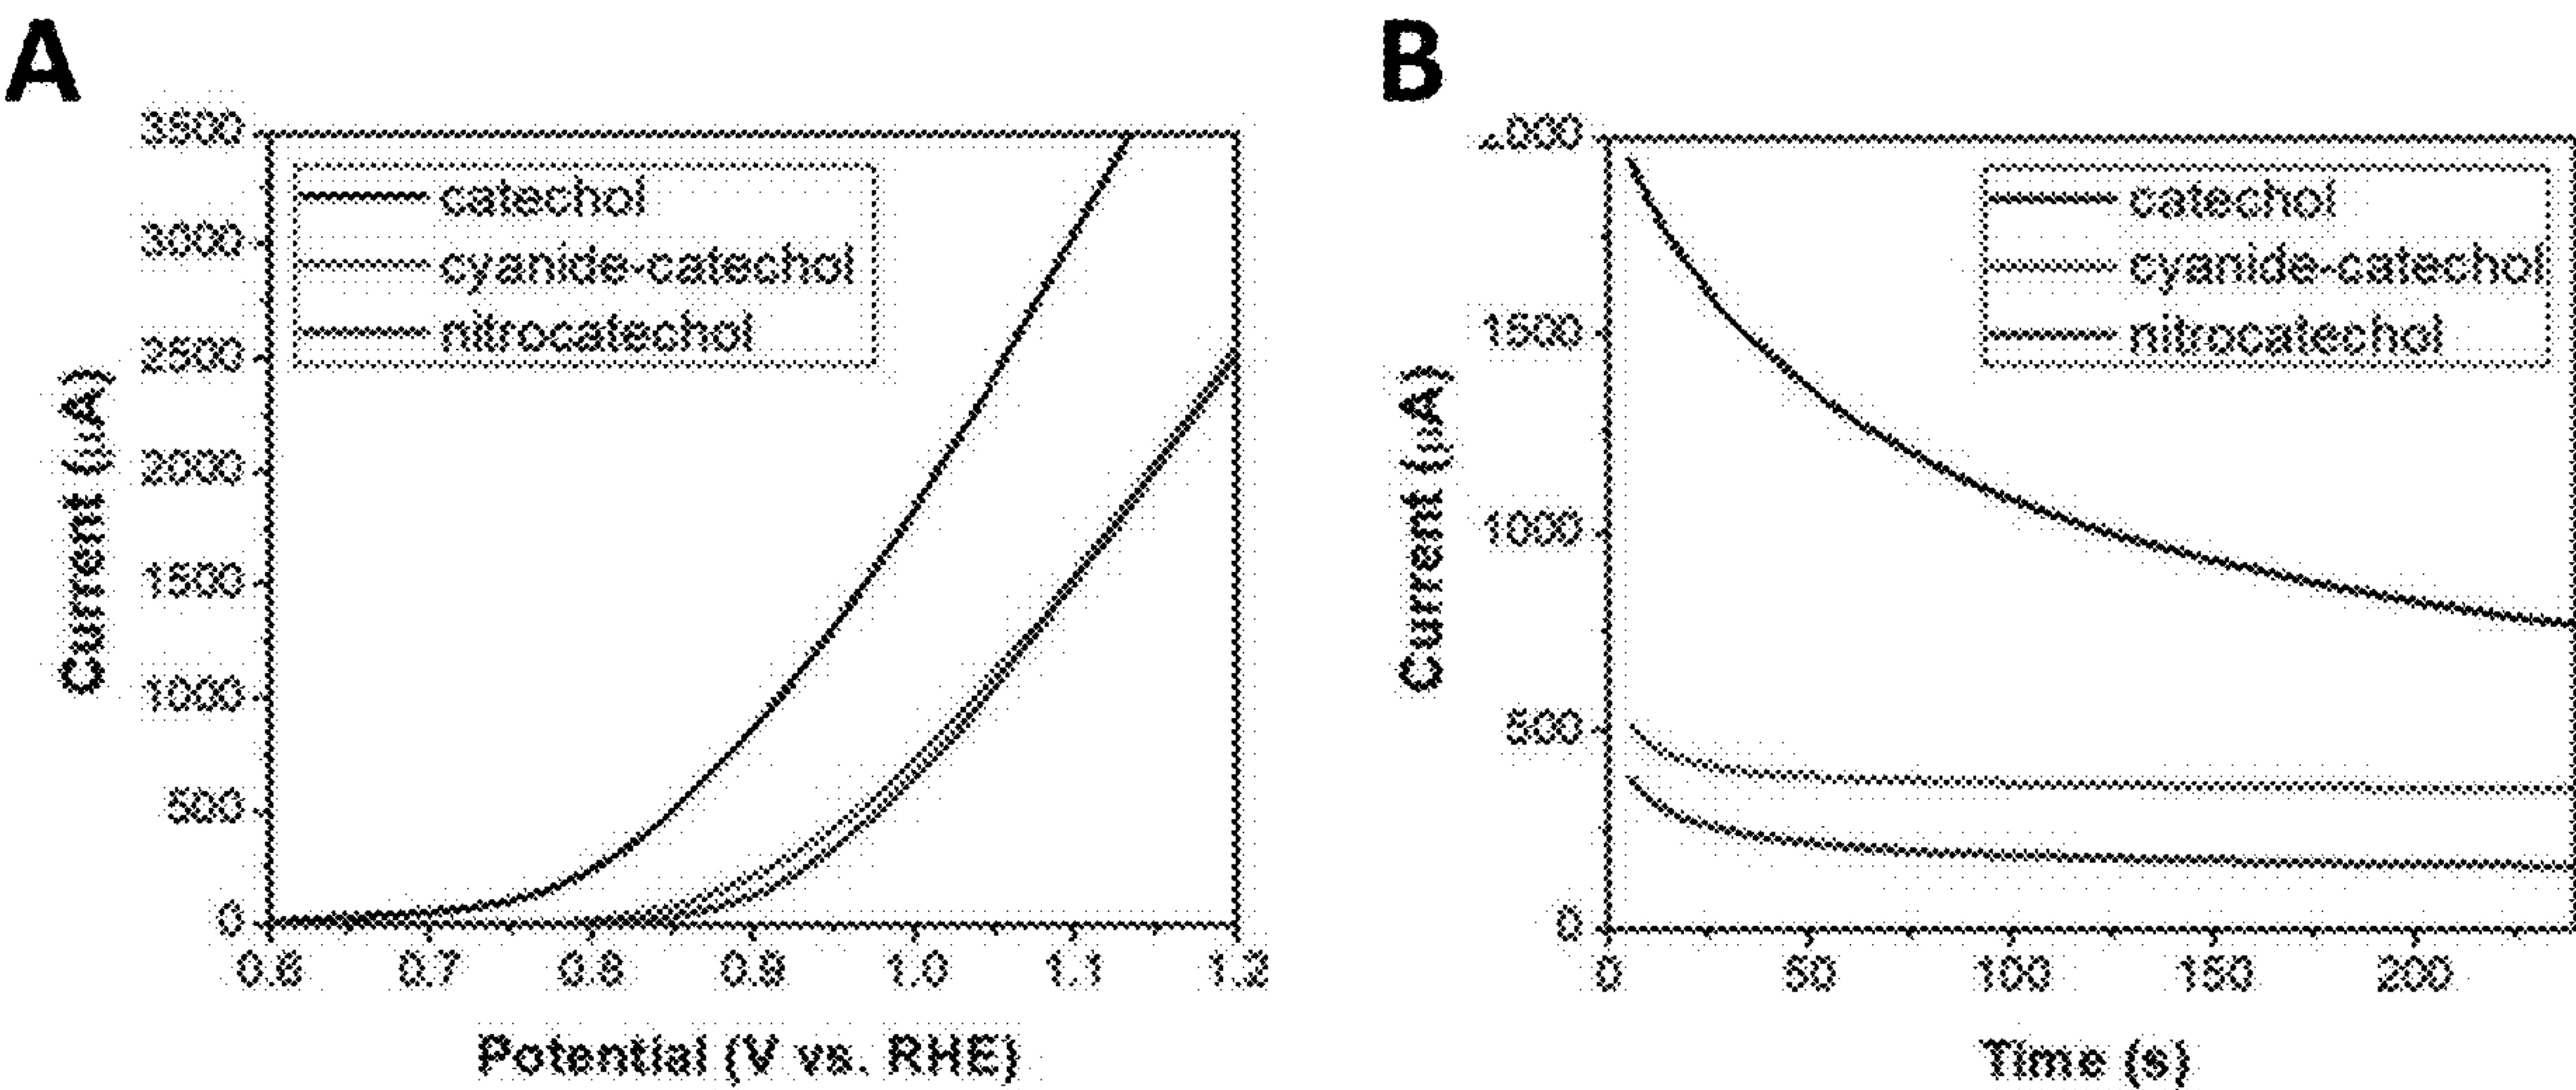 A
3500
3000
2500
2000
1500
1000
500
0
0.6
0.7
0.8
0.9
1.0
1.1
1.2
Current (µA)
Potential (V vs. RHE)
catechol
cyanide-catechol
nitrocatechol
B
1500
1000
500
0
0
50
100
150
200
Current (µA)
Time (s)
catechol
cyanide-catechol
nitrocatechol